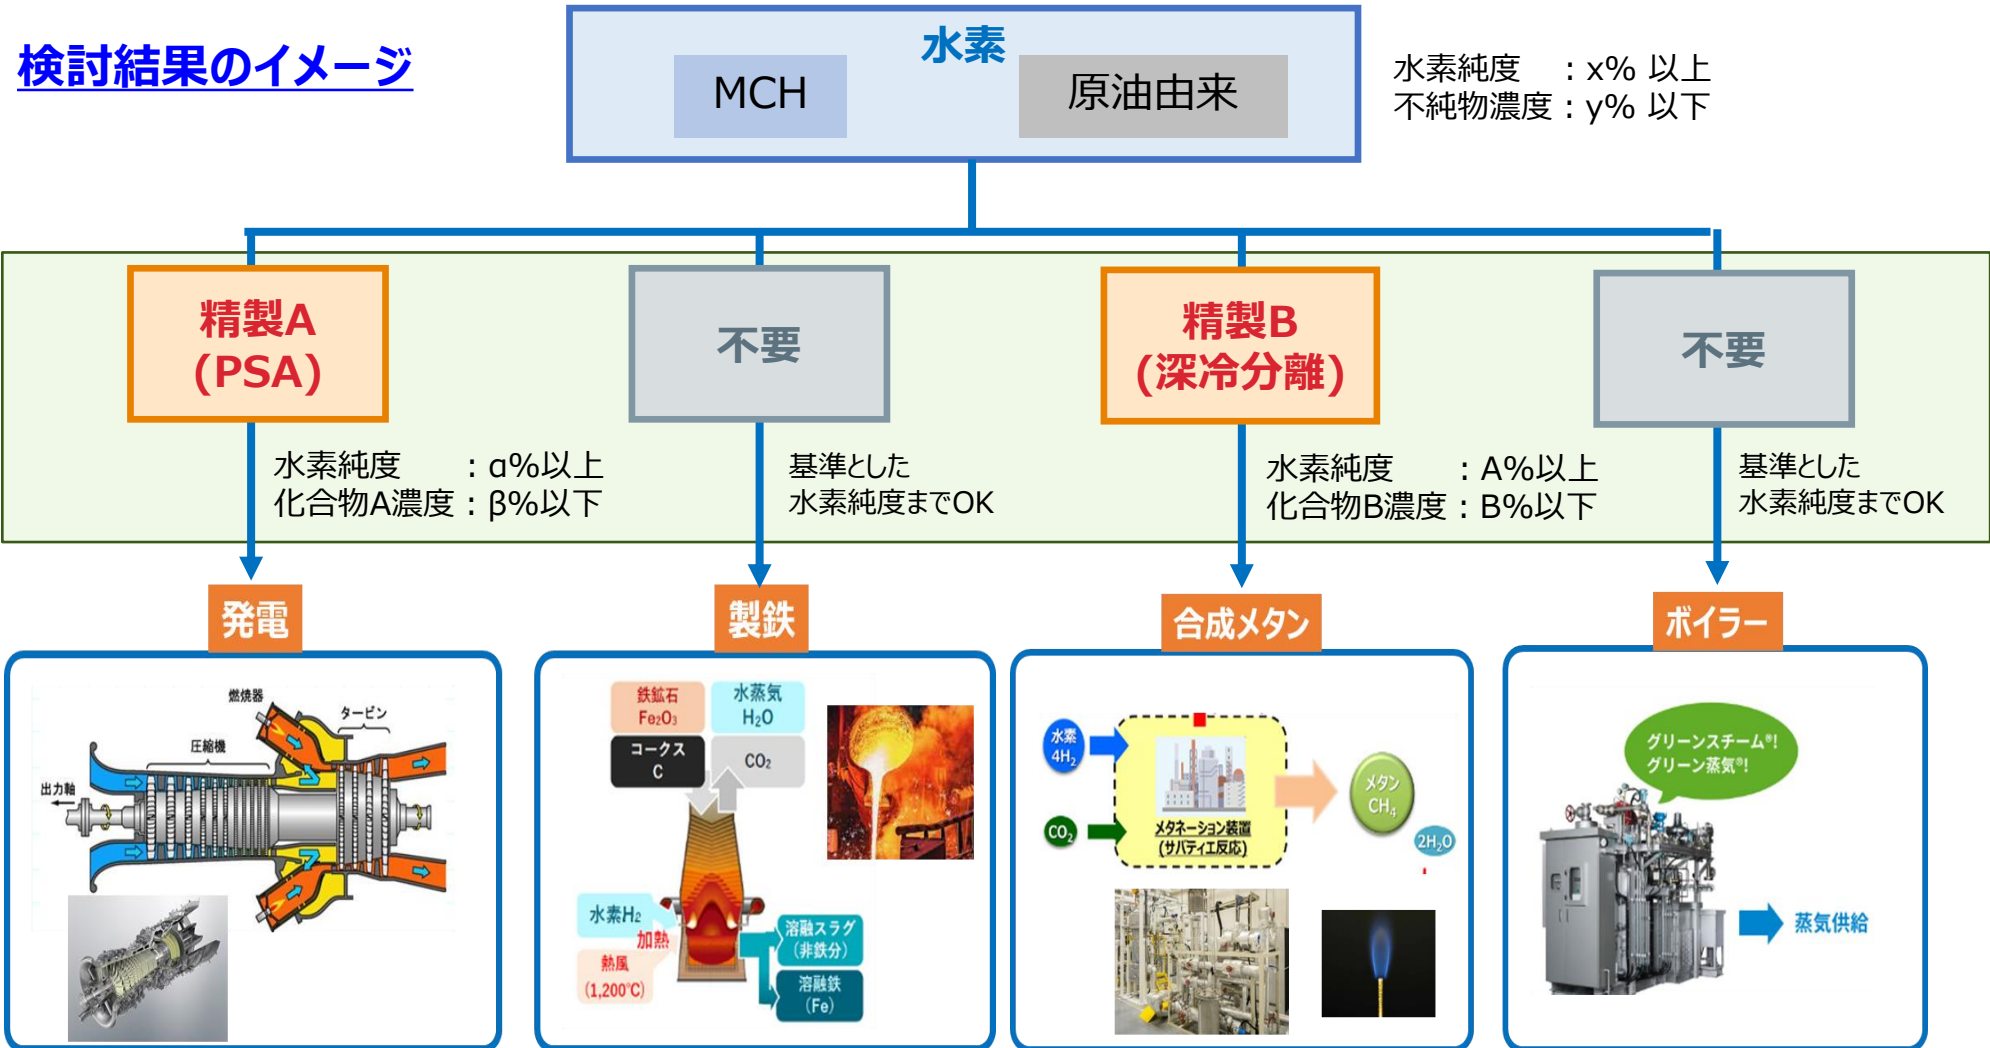 検討結果のイメージ
水素
MCH
原油由来
水素純度　：x% 以上
不純物濃度：y% 以下
精製A
(PSA)
不要
精製B
(深冷分離)
不要
水素純度　　：α%以上
化合物A濃度：β%以下
基準とした
水素純度までOK
水素純度　　：A%以上
化合物B濃度：B%以下
基準とした
水素純度までOK
発電
製鉄
合成メタン
ボイラー
燃焼器
タービン
圧縮機
出力軸
鉄鉱石
Fe₂O₃
水蒸気
H₂O
コークス
C
CO₂
水素H₂
加熱
熱風
(1,200℃)
溶融スラグ
(非鉄分)
溶融鉄
(Fe)
水素
4H₂
CO₂
メタネーション装置
(サバティエ反応)
メタン
CH₄
2H₂O
グリーンスチーム®!
グリーン蒸気®!
蒸気供給